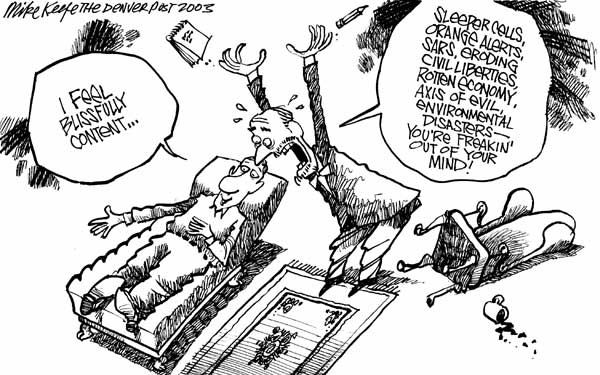 Mike Keefe THE DENVER POST 2003
I FEEL
BLISSFULLY
CONTENT...
SLEEPER CELLS,
ORANGE ALERTS,
SARS, ERODING
CIVIL LIBERTIES
ROTTEN ECONOMY,
AXIS OF EVIL,
ENVIRONMENTAL
DISASTERS—
YOU'RE FREAKIN'
OUT OF YOUR
MIND!